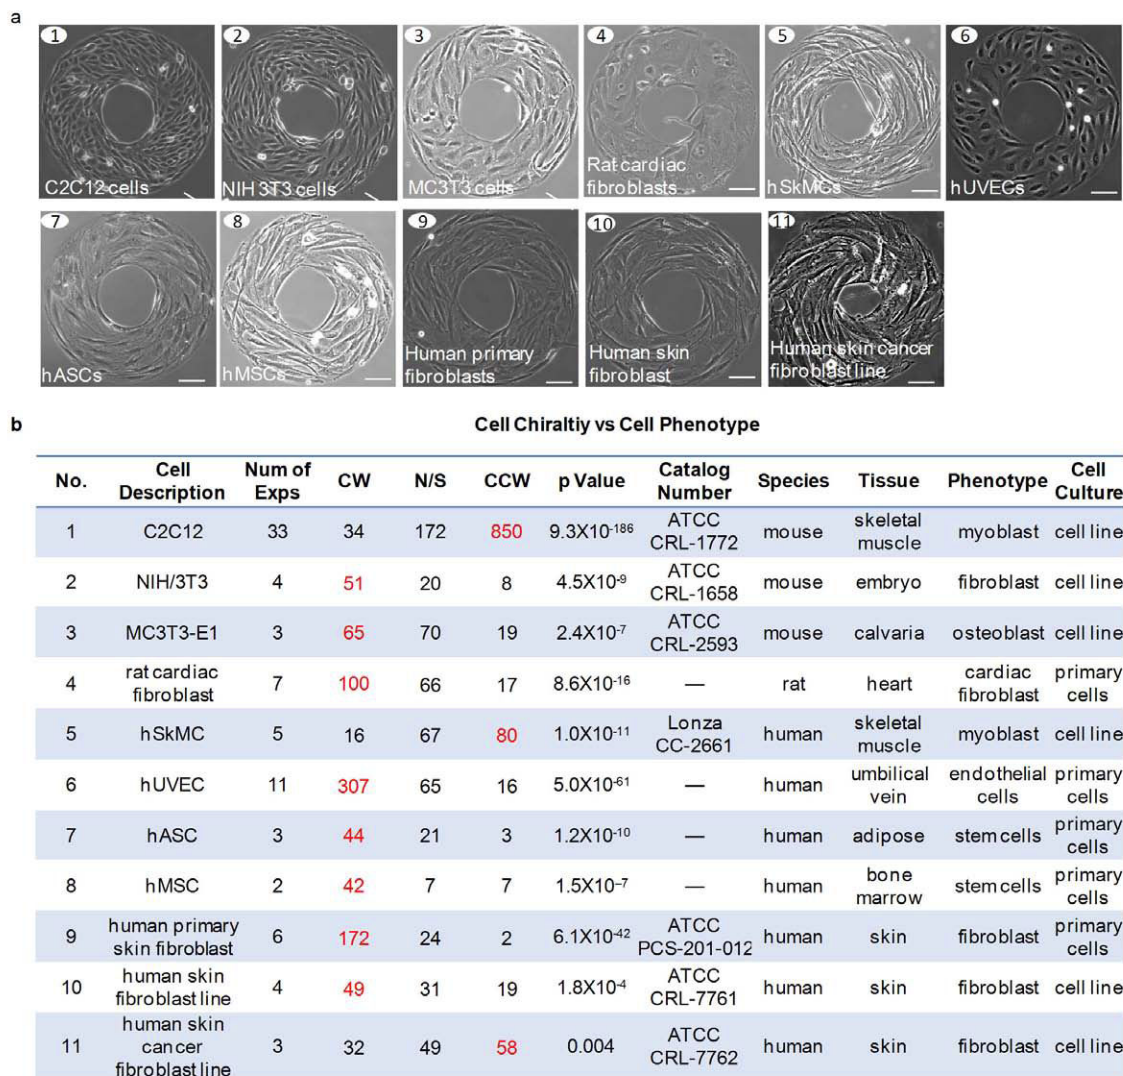 a
1
2
3
4
5
6
C2C12 cells
NIH 3T3 cells
MC3T3 cells
Rat cardiac
fibroblasts
hSkMCs
hUVECs
7
8
9
10
11
hASCs
hMSCs
Human primary
fibroblasts
Human skin
fibroblast
Human skin cancer
fibroblast line
b
Cell Chiraltiy vs Cell Phenotype
No. Cell Description Num of Exps CW N/S CCW p Value Catalog Number Species Tissue Phenotype Cell Culture
1 C2C12 33 34 172 850 9.3X10-186 ATCC CRL-1772 mouse skeletal muscle myoblast cell line
2 NIH/3T3 4 51 20 8 4.5X10-9 ATCC CRL-1658 mouse embryo fibroblast cell line
3 MC3T3-E1 3 65 70 19 2.4X10-7 ATCC CRL-2593 mouse calvaria osteoblast cell line
4 rat cardiac fibroblast 7 100 66 17 8.6X10-16 — rat heart cardiac fibroblast primary cells
5 hSkMC 5 16 67 80 1.0X10-11 Lonza CC-2661 human skeletal muscle myoblast cell line
6 hUVEC 11 307 65 16 5.0X10-61 — human umbilical vein endothelial cells primary cells
7 hASC 3 44 21 3 1.2X10-10 — human adipose stem cells primary cells
8 hMSC 2 42 7 7 1.5X10-7 — human bone marrow stem cells primary cells
9 human primary skin fibroblast 6 172 24 2 6.1X10-42 ATCC PCS-201-012 human skin fibroblast primary cells
10 human skin fibroblast line 4 49 31 19 1.8X10-4 ATCC CRL-7761 human skin fibroblast cell line
11 human skin cancer fibroblast line 3 32 49 58 0.004 ATCC CRL-7762 human skin fibroblast cell line